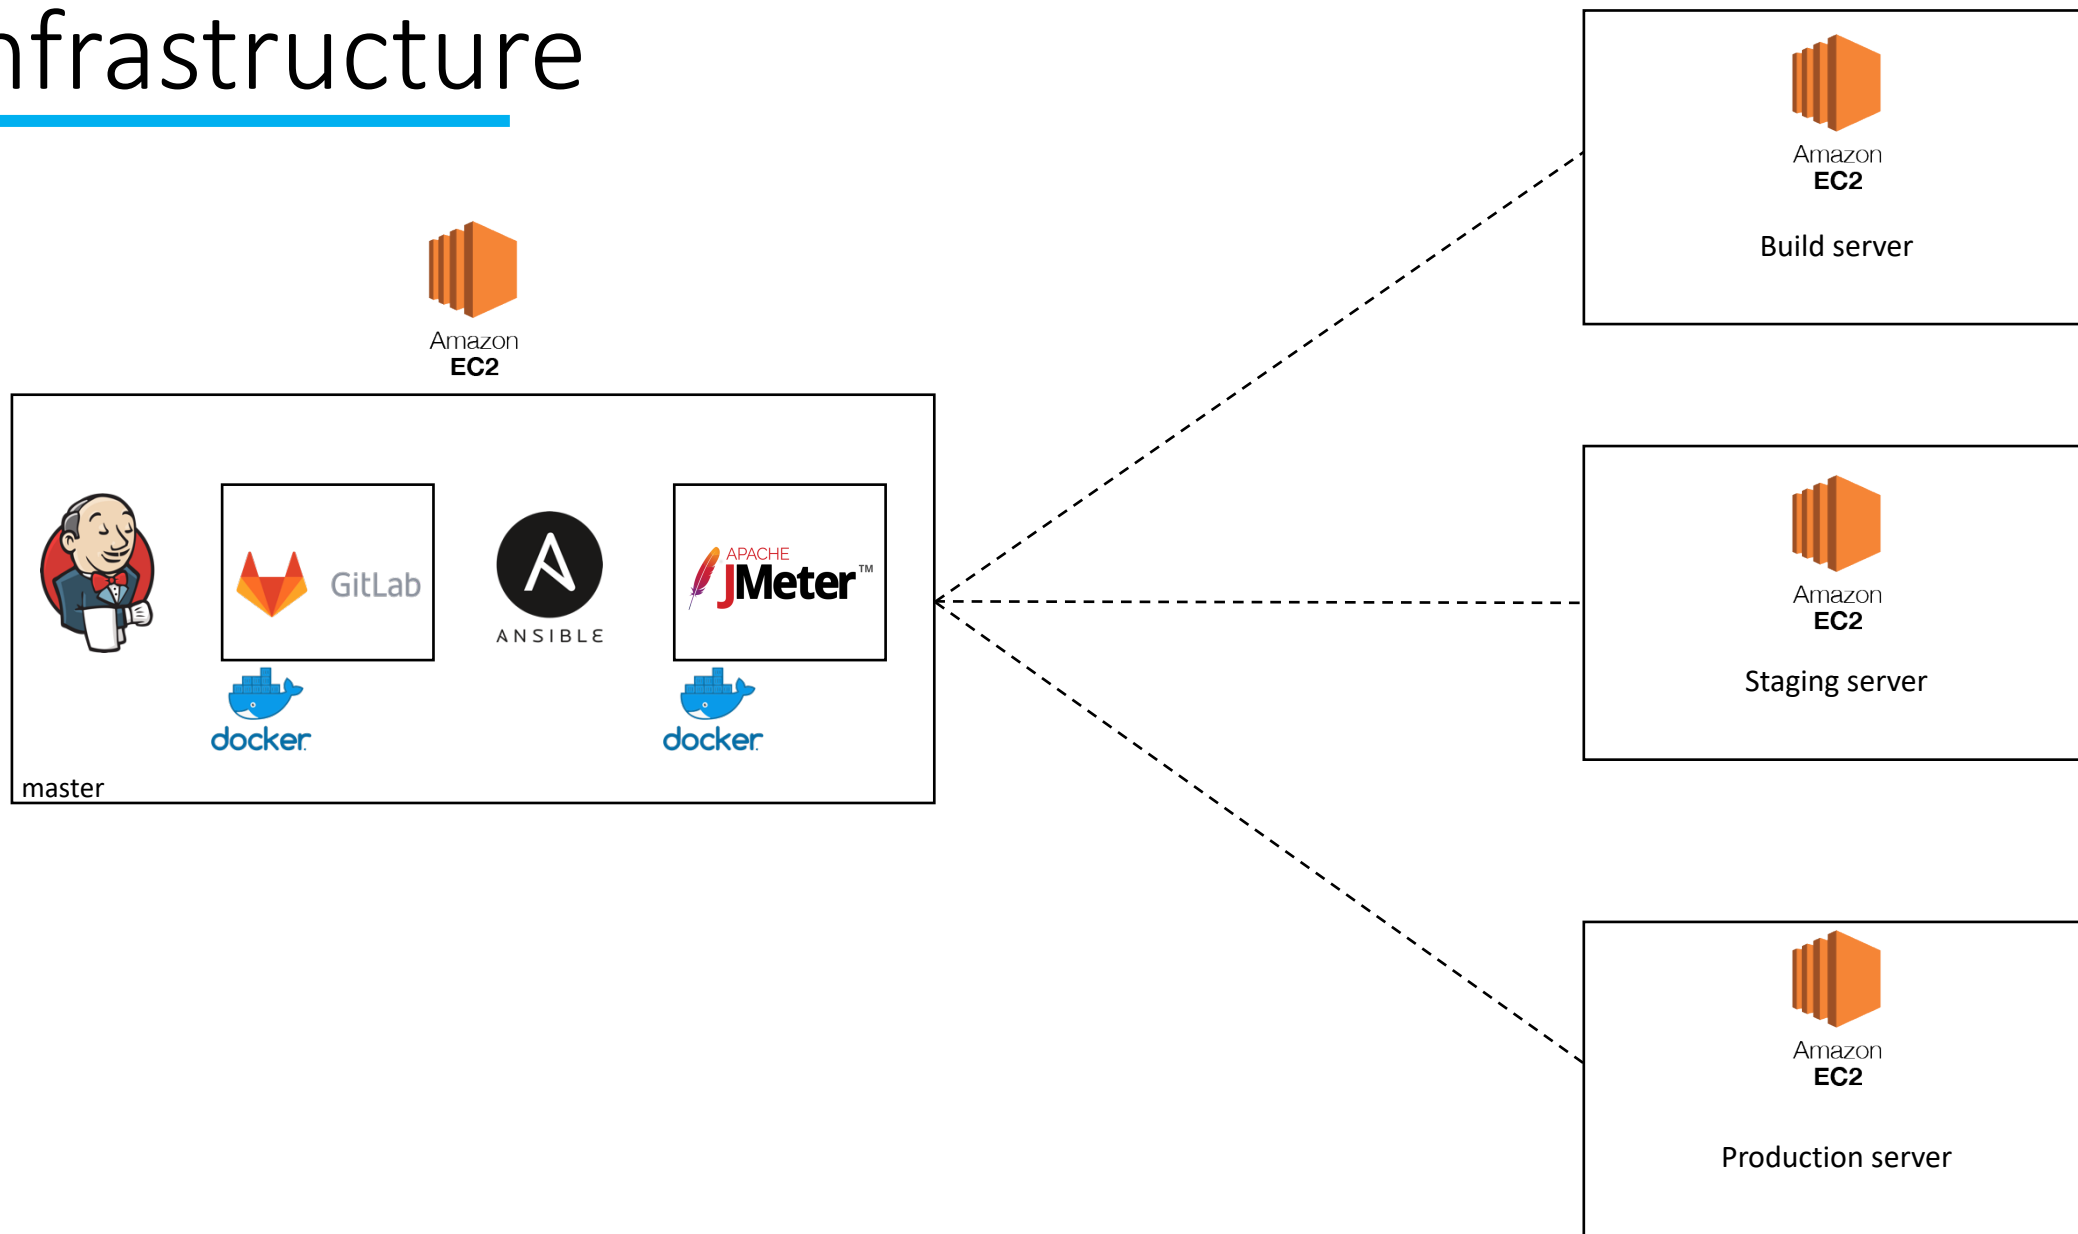 nfrastructure
Amazon
EC2
GitLab
ANSIBLE
APACHE
JMeter™
docker
docker
master
Amazon
EC2
Build server
Amazon
EC2
Staging server
Amazon
EC2
Production server